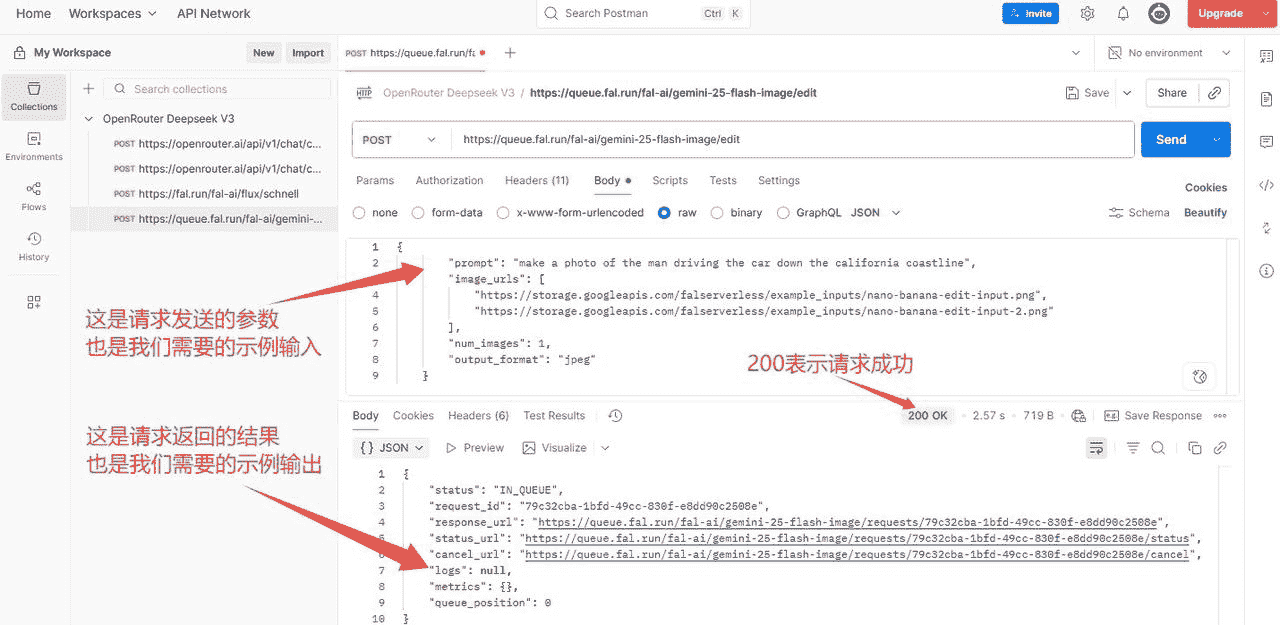 Home Workspaces API Network Search Postman Ctrl K Invite Upgrade
My Workspace New Import POST https://queue.fal.run/fa No environment
Collections
Environments
Flows
History
Search collections
OpenRouter Deepseek V3
POST https://openrouter.ai/api/v1/chat/c...
POST https://openrouter.ai/api/v1/chat/c...
POST https://fal.run/fal-ai/flux/schnell
POST https://queue.fal.run/fal-ai/gemini-...
HTTP OpenRouter Deepseek V3 / https://queue.fal.run/fal-ai/gemini-25-flash-image/edit Save Share
POST https://queue.fal.run/fal-ai/gemini-25-flash-image/edit Send
Params Authorization Headers (11) Body Scripts Tests Settings Cookies
none form-data x-www-form-urlencoded raw binary GraphQL JSON Schema Beautify
1 {
2 "prompt": "make a photo of the man driving the car down the california coastline",
"image_urls": [
4 "https://storage.googleapis.com/falserverless/example_inputs/nano-banana-edit-input.png",
5 "https://storage.googleapis.com/falserverless/example_inputs/nano-banana-edit-input-2.png"
6 ],
7 "num_images": 1,
8 "output_format": "jpeg"
9 }
这是请求发送的参数
也是我们需要的示例输入
200表示请求成功
Body Cookies Headers (6) Test Results 200 OK 2.57 s 719 B Save Response
{} JSON Preview Visualize
这是请求返回的结果
也是我们需要的示例输出
1 {
2 "status": "IN_QUEUE",
3 "request_id": "79c32cba-1bfd-49cc-830f-e8dd90c2508e",
4 "response_url": "https://queue.fal.run/fal-ai/gemini-25-flash-image/requests/79c32cba-1bfd-49cc-830f-e8dd90c2508e",
5 "status_url": "https://queue.fal.run/fal-ai/gemini-25-flash-image/requests/79c32cba-1bfd-49cc-830f-e8dd90c2508e/status",
6 "cancel_url": "https://queue.fal.run/fal-ai/gemini-25-flash-image/requests/79c32cba-1bfd-49cc-830f-e8dd90c2508e/cancel",
7 "logs": null,
8 "metrics": {},
9 "queue_position": 0
10 }